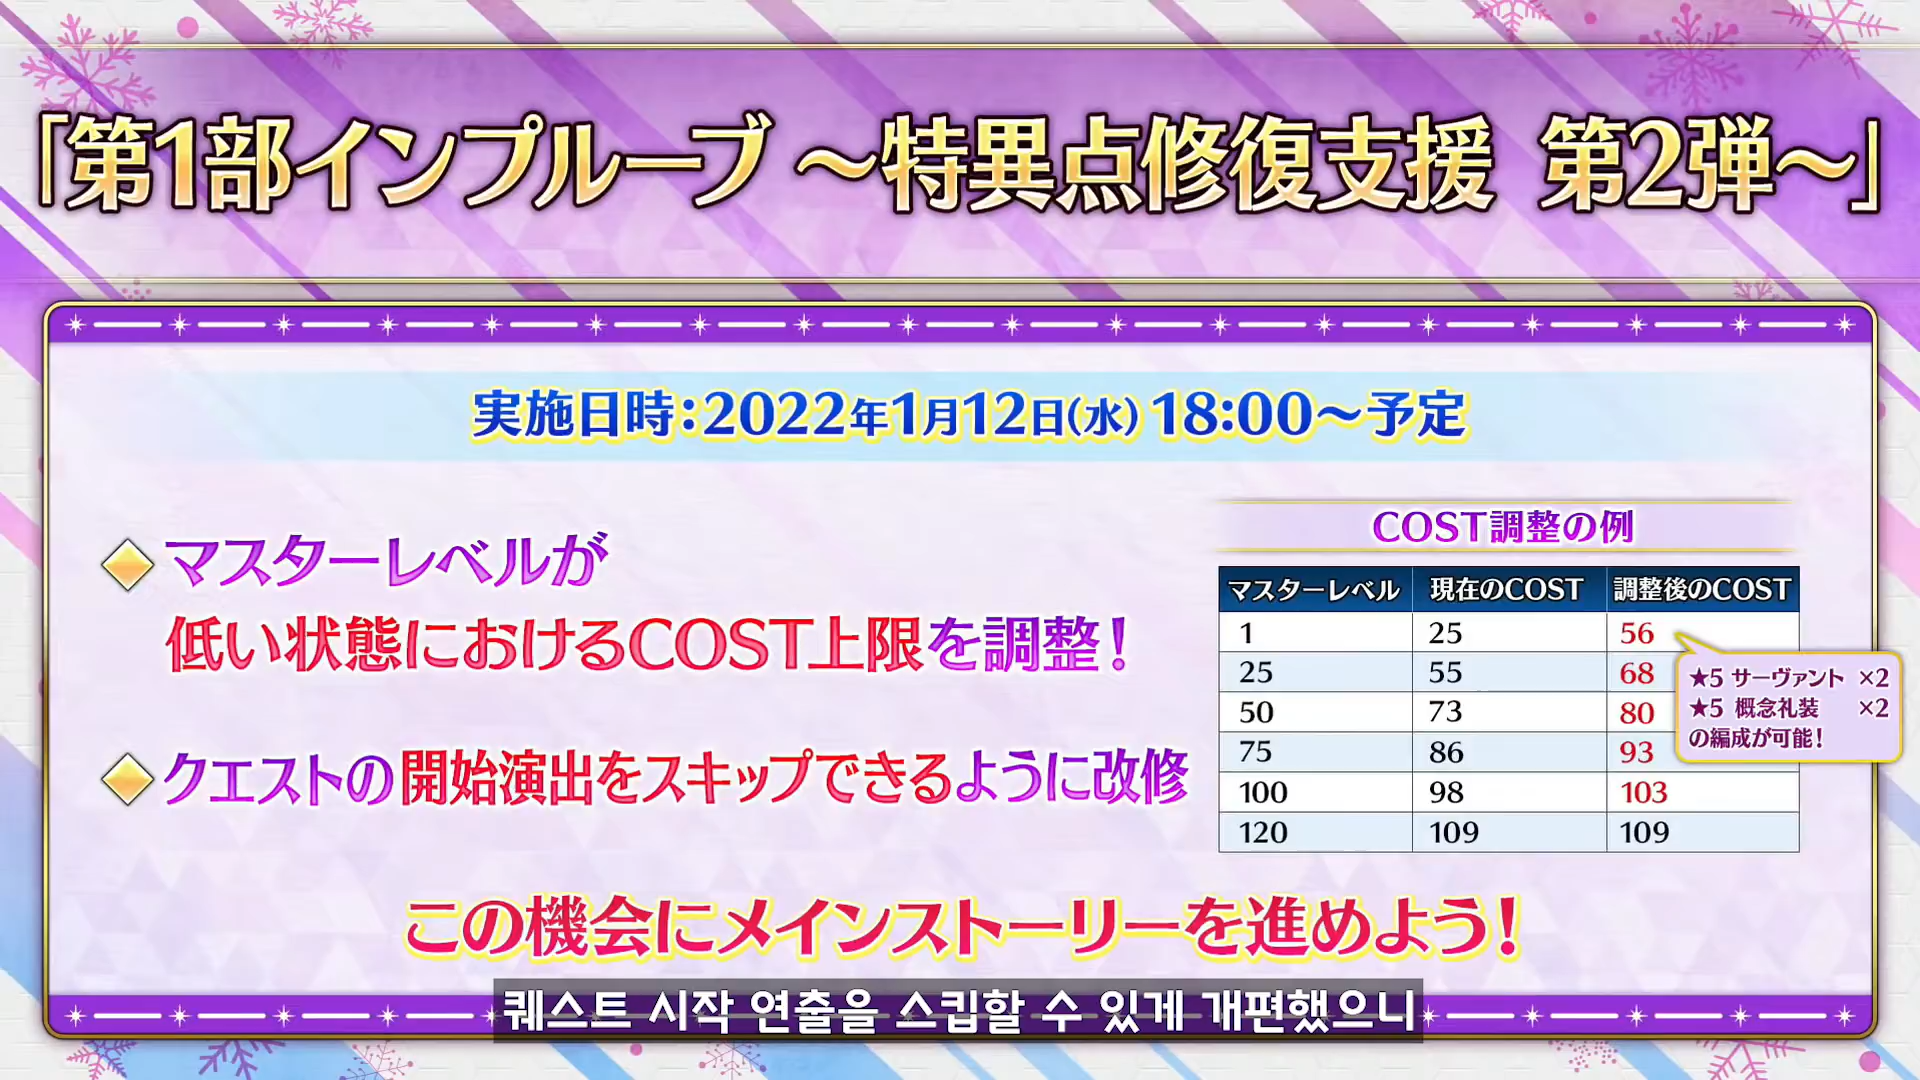 「第1部インプルーブ ～特異点修復支援 第2弾～」
実施日時：2022年1月12日(水) 18:00～予定
マスターレベルが
低い状態におけるCOST上限を調整！
クエストの開始演出をスキップできるように改修
COST調整の例
マスターレベル 現在のCOST 調整後のCOST
1 25 56
25 55 68
50 73 80
75 86 93
100 98 103
120 109 109
★5 サーヴァント ×2
★5 概念礼装 ×2
の編成が可能！
この機会にメインストーリーを進めよう！
퀘스트 시작 연출을 스킵할 수 있게 개편했으니